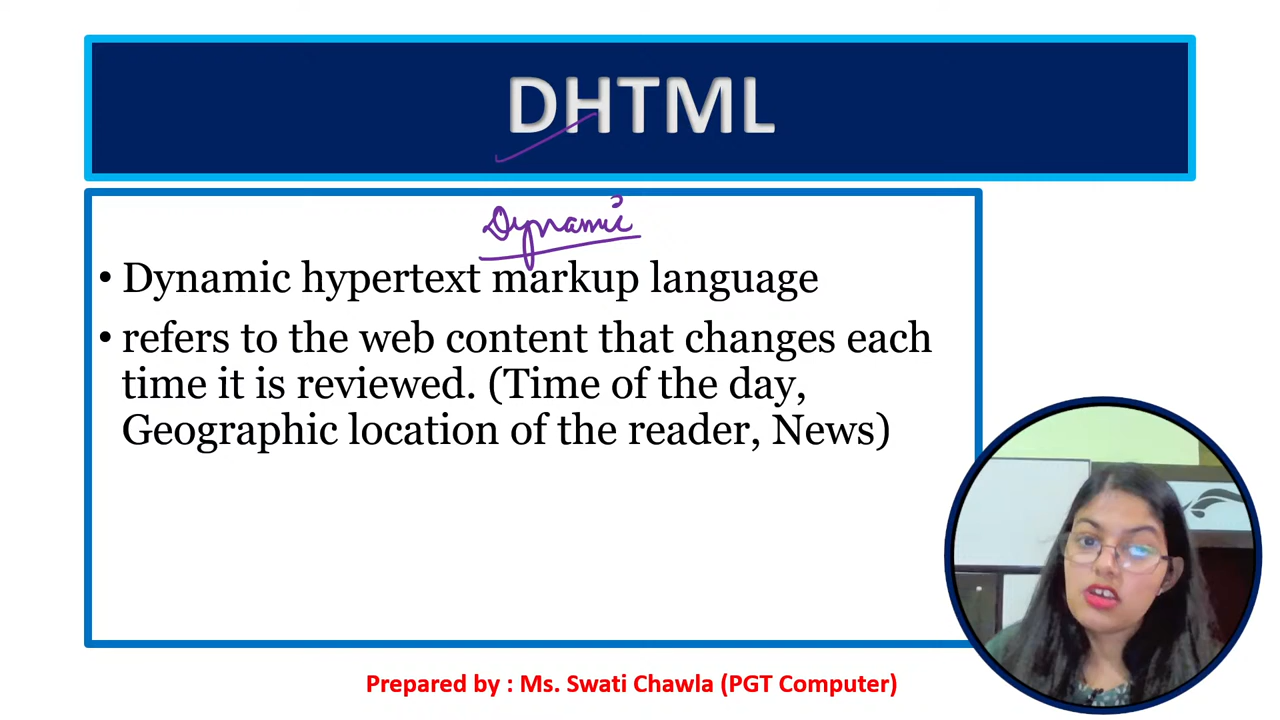 DHTML
Dynamic
• Dynamic hypertext markup language
• refers to the web content that changes each
time it is reviewed. (Time of the day,
Geographic location of the reader, News)
Prepared by : Ms. Swati Chawla (PGT Computer)